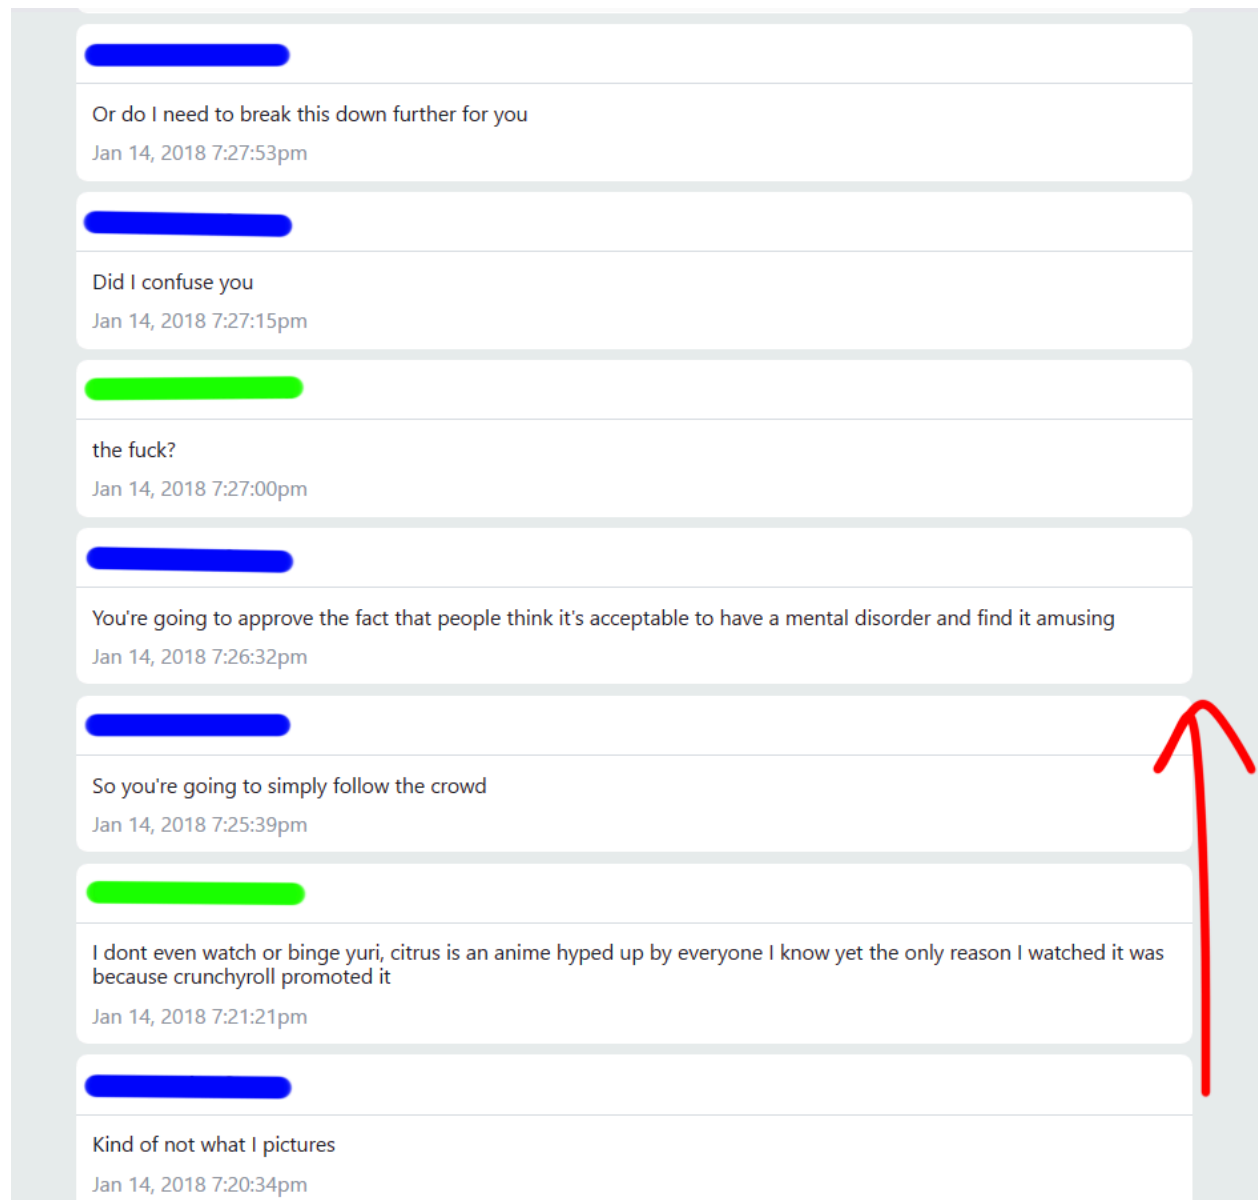 Or do I need to break this down further for you
Jan 14, 2018 7:27:53pm
Did I confuse you
Jan 14, 2018 7:27:15pm
the fuck?
Jan 14, 2018 7:27:00pm
You're going to approve the fact that people think it's acceptable to have a mental disorder and find it amusing
Jan 14, 2018 7:26:32pm
So you're going to simply follow the crowd
Jan 14, 2018 7:25:39pm
I dont even watch or binge yuri, citrus is an anime hyped up by everyone I know yet the only reason I watched it was
because crunchyroll promoted it
Jan 14, 2018 7:21:21pm
Kind of not what I pictures
Jan 14, 2018 7:20:34pm